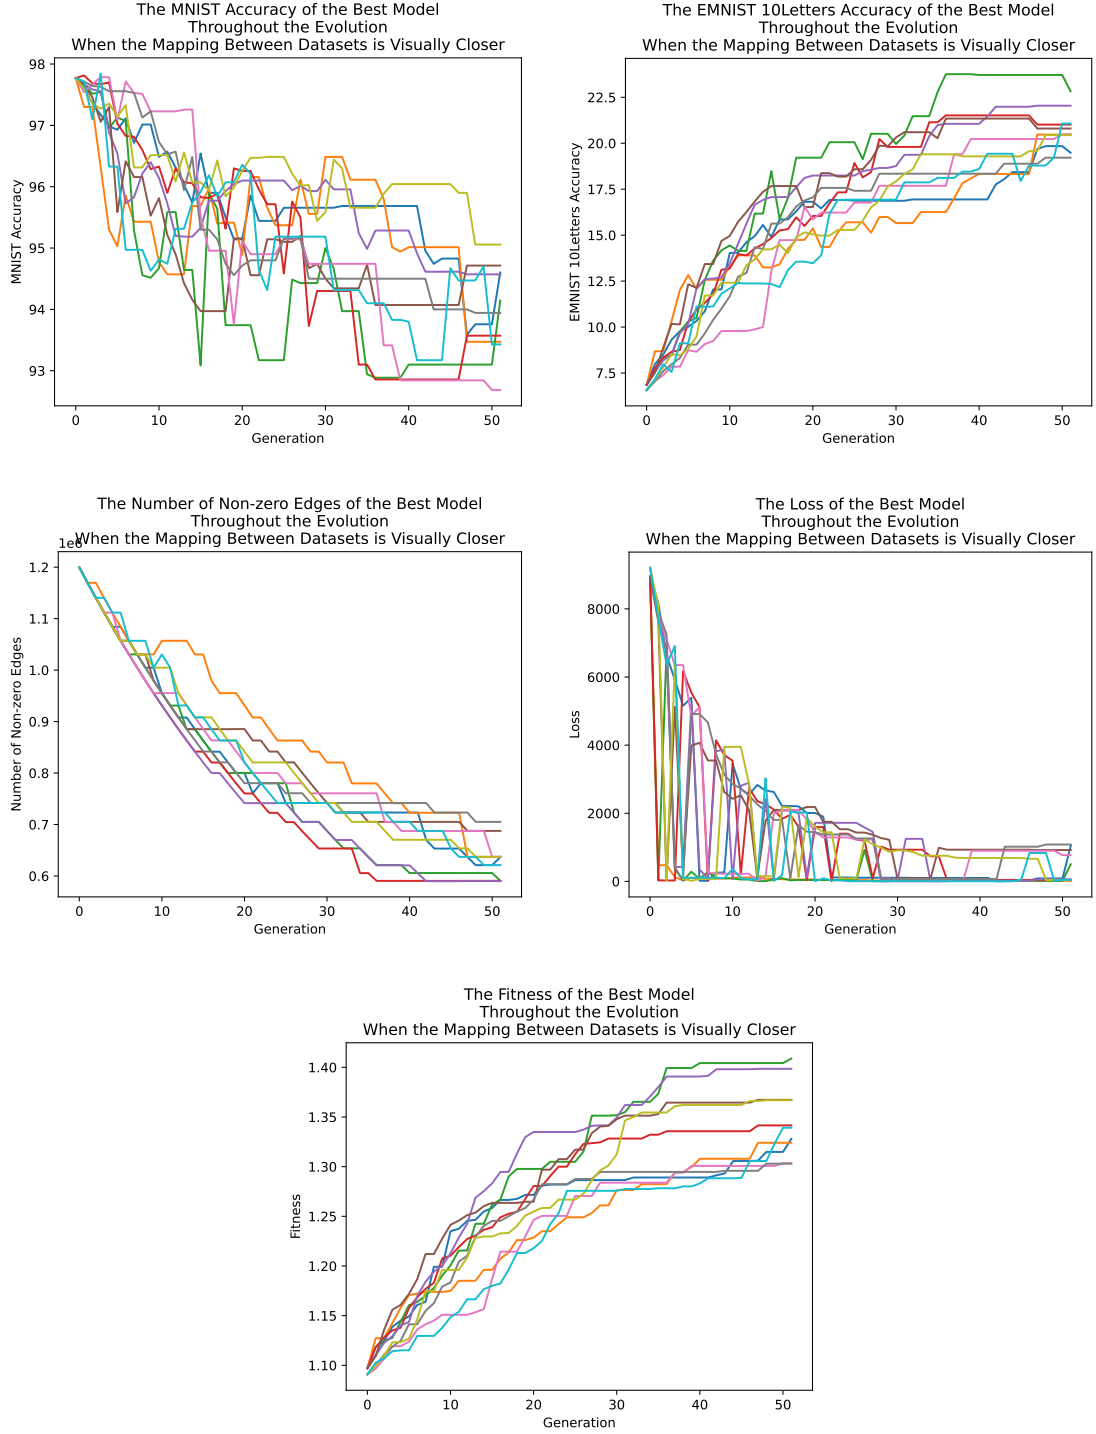 The MNIST Accuracy of the Best Model
Throughout the Evolution
When the Mapping Between Datasets is Visually Closer
98
97
96
95
94
93
MNIST Accuracy
0 10 20 30 40 50
Generation
The EMNIST 10Letters Accuracy of the Best Model
Throughout the Evolution
When the Mapping Between Datasets is Visually Closer
22.5
20.0
17.5
15.0
12.5
10.0
7.5
EMNIST 10Letters Accuracy
0 10 20 30 40 50
Generation
The Number of Non-zero Edges of the Best Model
Throughout the Evolution
When the Mapping Between Datasets is Visually Closer
1e6
1.2
1.1
1.0
0.9
0.8
0.7
0.6
Number of Non-zero Edges
0 10 20 30 40 50
Generation
The Loss of the Best Model
Throughout the Evolution
When the Mapping Between Datasets is Visually Closer
8000
6000
4000
2000
0
Loss
0 10 20 30 40 50
Generation
The Fitness of the Best Model
Throughout the Evolution
When the Mapping Between Datasets is Visually Closer
1.40
1.35
1.30
1.25
1.20
1.15
1.10
Fitness
0 10 20 30 40 50
Generation